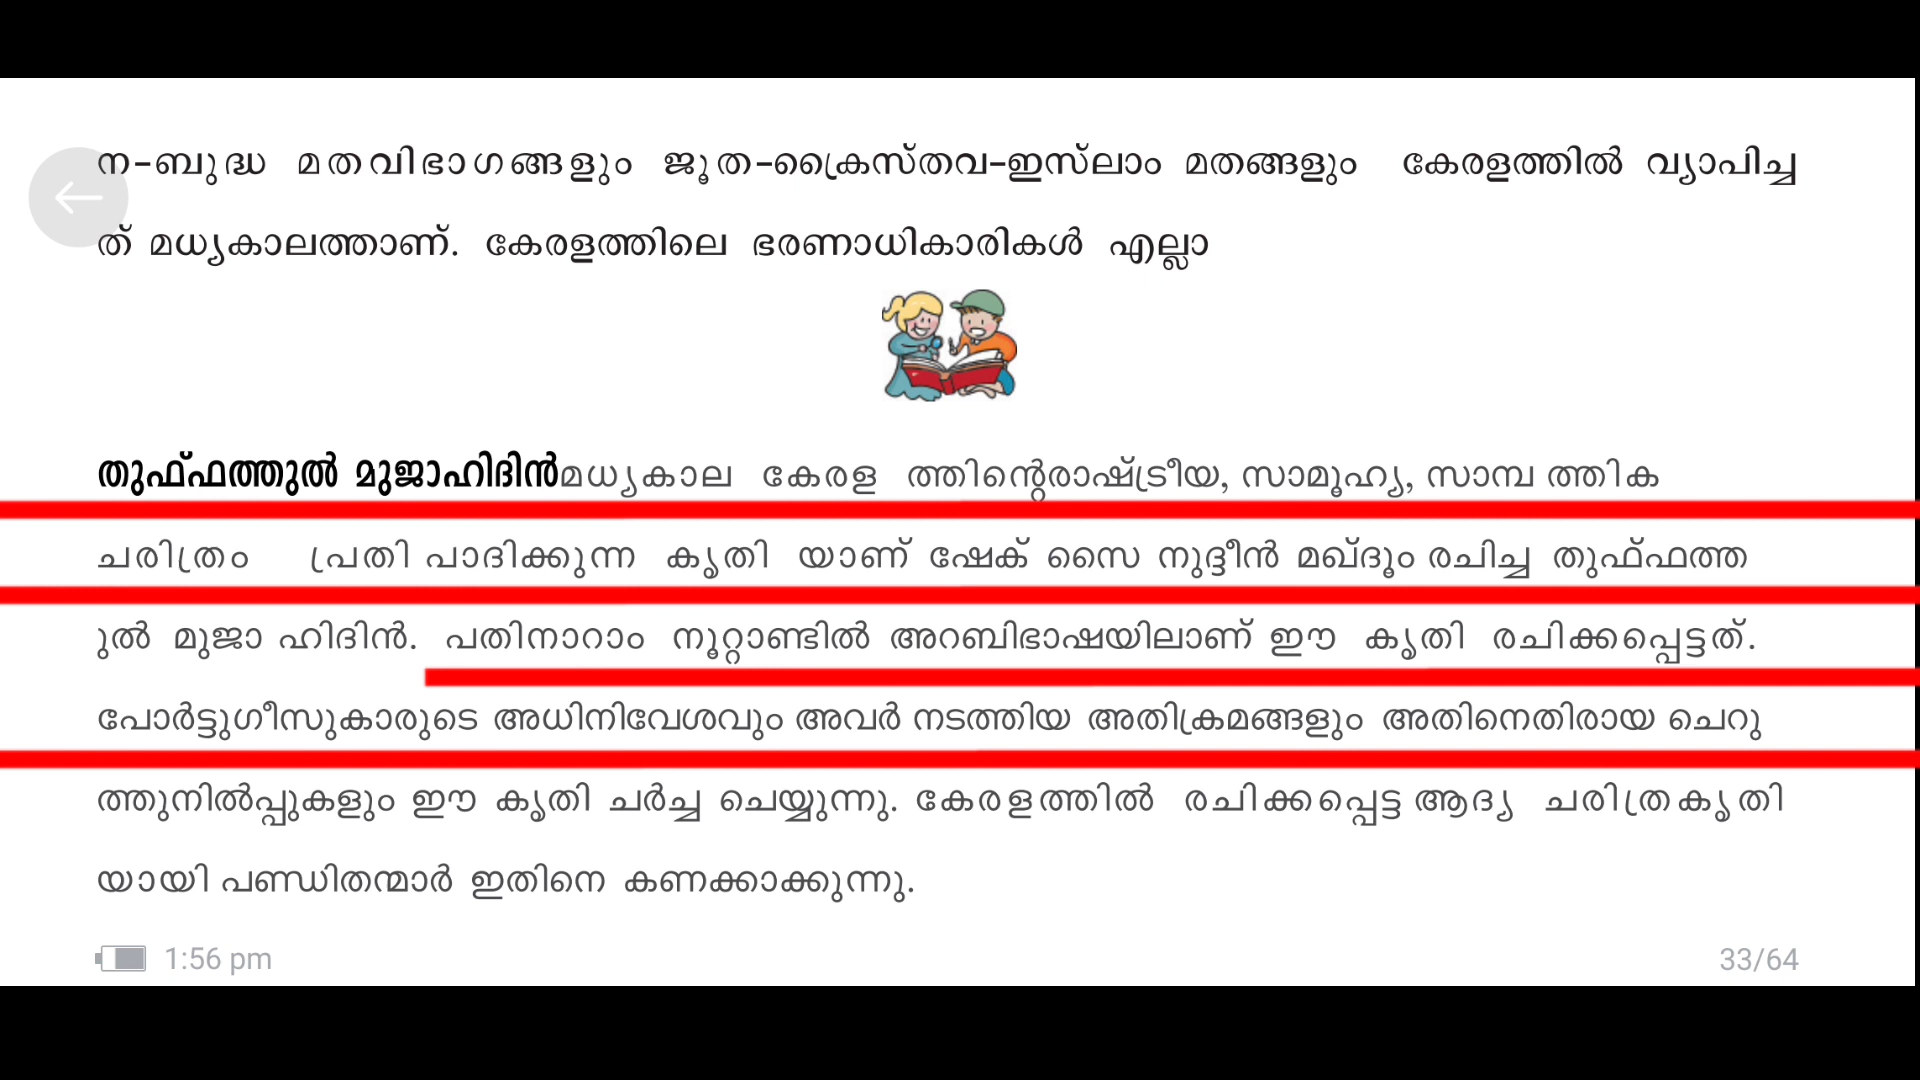 ന-ബുദ്ധ മതവിഭാഗങ്ങളും ജൂത-ക്രൈസ്തവ-ഇസ്ലാം മതങ്ങളും കേരളത്തിൽ വ്യാപിച്ച
ത് മധ്യകാലത്താണ്. കേരളത്തിലെ ഭരണാധികാരികൾ എല്ലാ
തുഫ്ഫത്തുൽ മുജാഹിദിൻമധ്യകാല കേരള ത്തിന്റെരാഷ്ട്രീയ, സാമൂഹ്യ, സാമ്പ ത്തിക
ചരിത്രം പ്രതി പാദിക്കുന്ന കൃതി യാണ് ഷേക് സൈ നുദ്ദീൻ മഖ്ദൂം രചിച്ച തുഫ്ഫത്ത
ുൽ മുജാ ഹിദിൻ. പതിനാറാം നൂറ്റാണ്ടിൽ അറബിഭാഷയിലാണ് ഈ കൃതി രചിക്കപ്പെട്ടത്.
പോർട്ടുഗീസുകാരുടെ അധിനിവേശവും അവർ നടത്തിയ അതിക്രമങ്ങളും അതിനെതിരായ ചെറു
ത്തുനിൽപ്പുകളും ഈ കൃതി ചർച്ച ചെയ്യുന്നു. കേരളത്തിൽ രചിക്കപ്പെട്ട ആദ്യ ചരിത്രകൃതി
യായി പണ്ഡിതന്മാർ ഇതിനെ കണക്കാക്കുന്നു.
1:56 pm 33/64